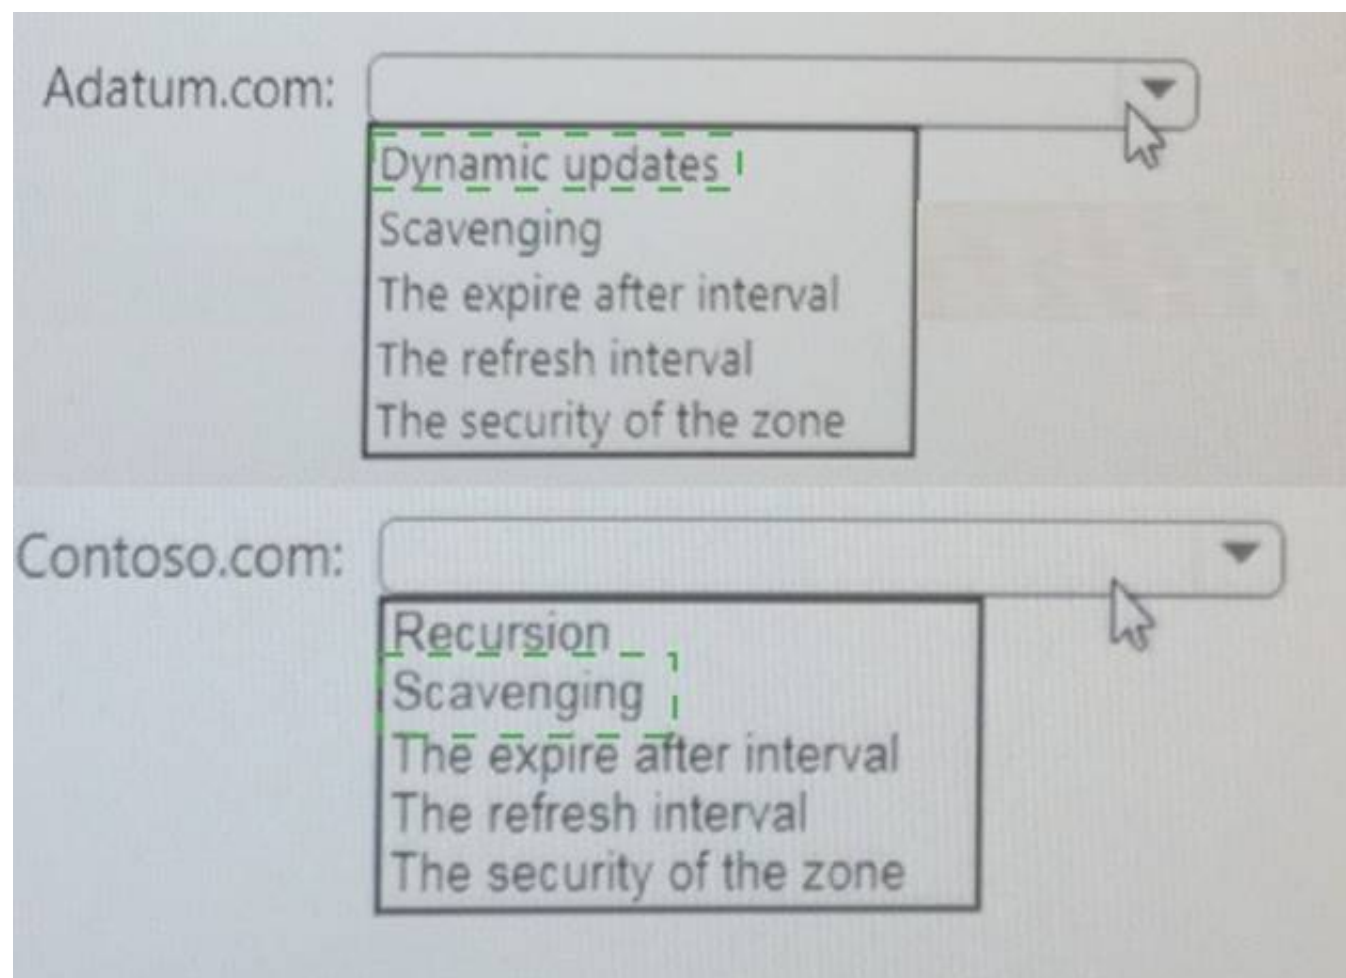 Adatum.com:
Dynamic updates
Scavenging
The expire after interval
The refresh interval
The security of the zone
Contoso.com:
Recursion
Scavenging
The expire after interval
The refresh interval
The security of the zone